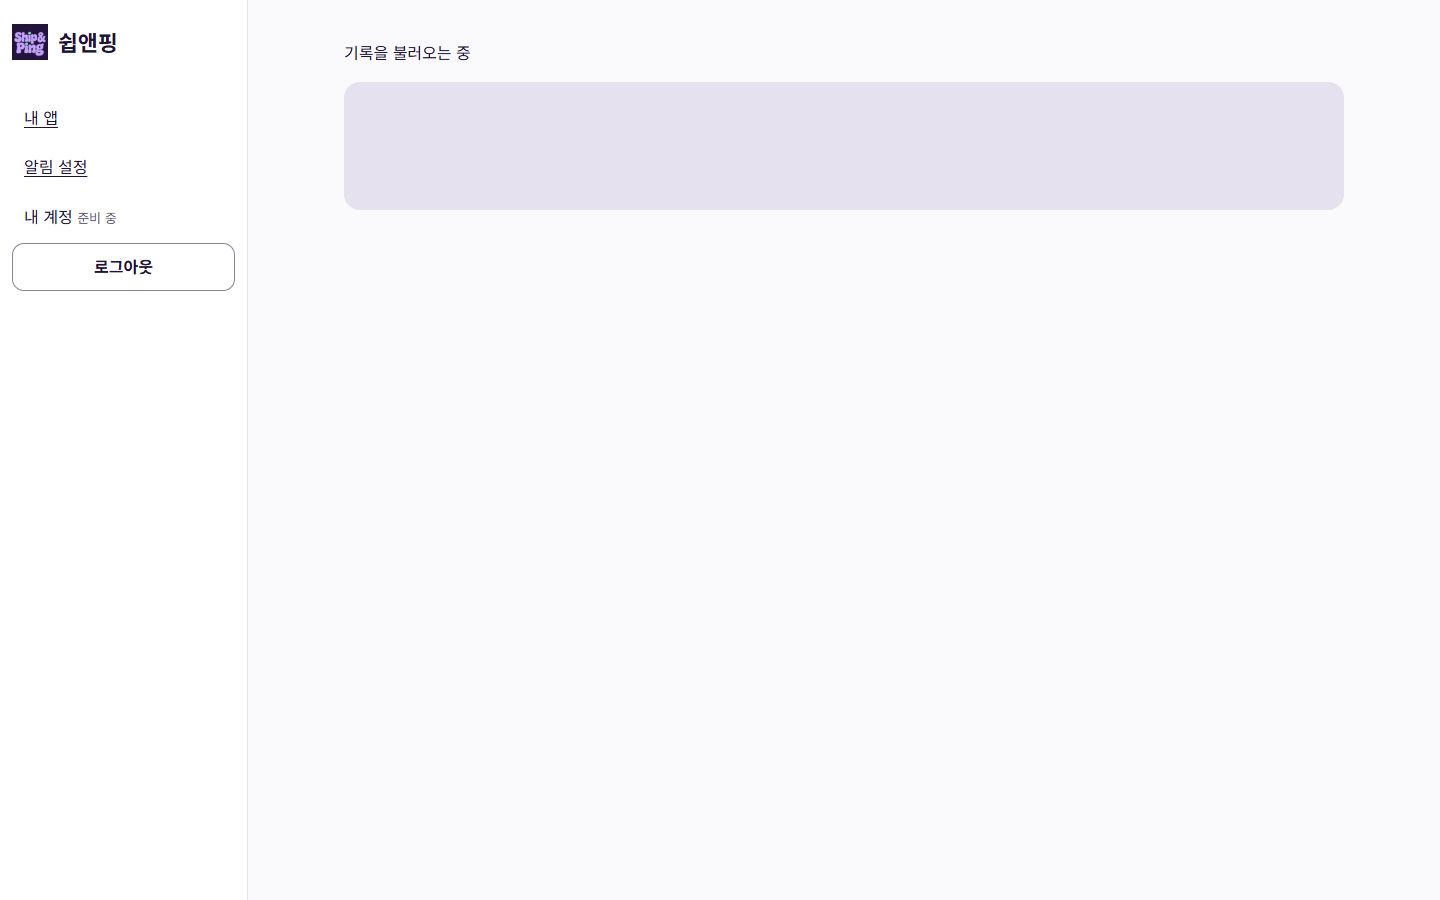 Ship&
Ping
쉽앤핑
내 앱
알림 설정
내 계정 준비 중
로그아웃
기록을 불러오는 중